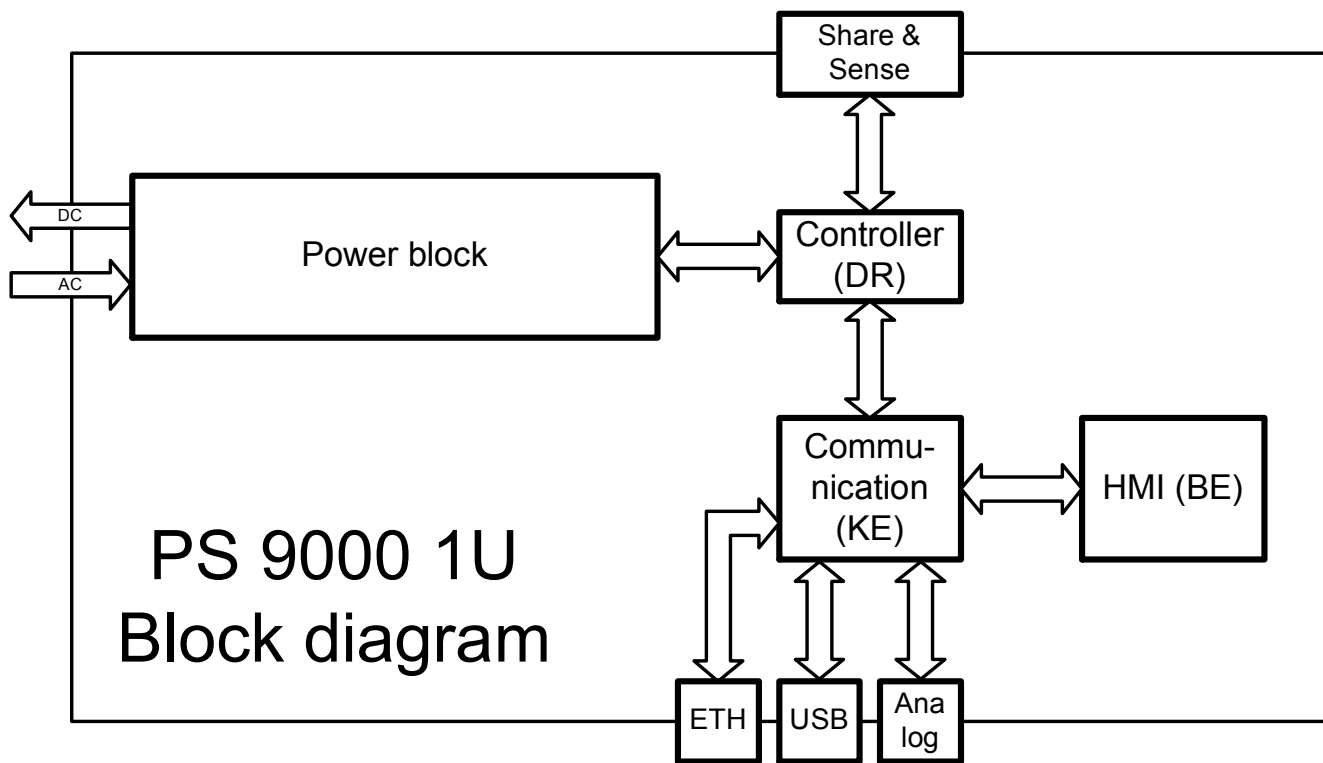 Share &
Sense
DC
AC
Power block
Controller
(DR)
Commu-
nication
(KE)
HMI (BE)
PS 9000 1U
Block diagram
ETH
USB
Ana
log